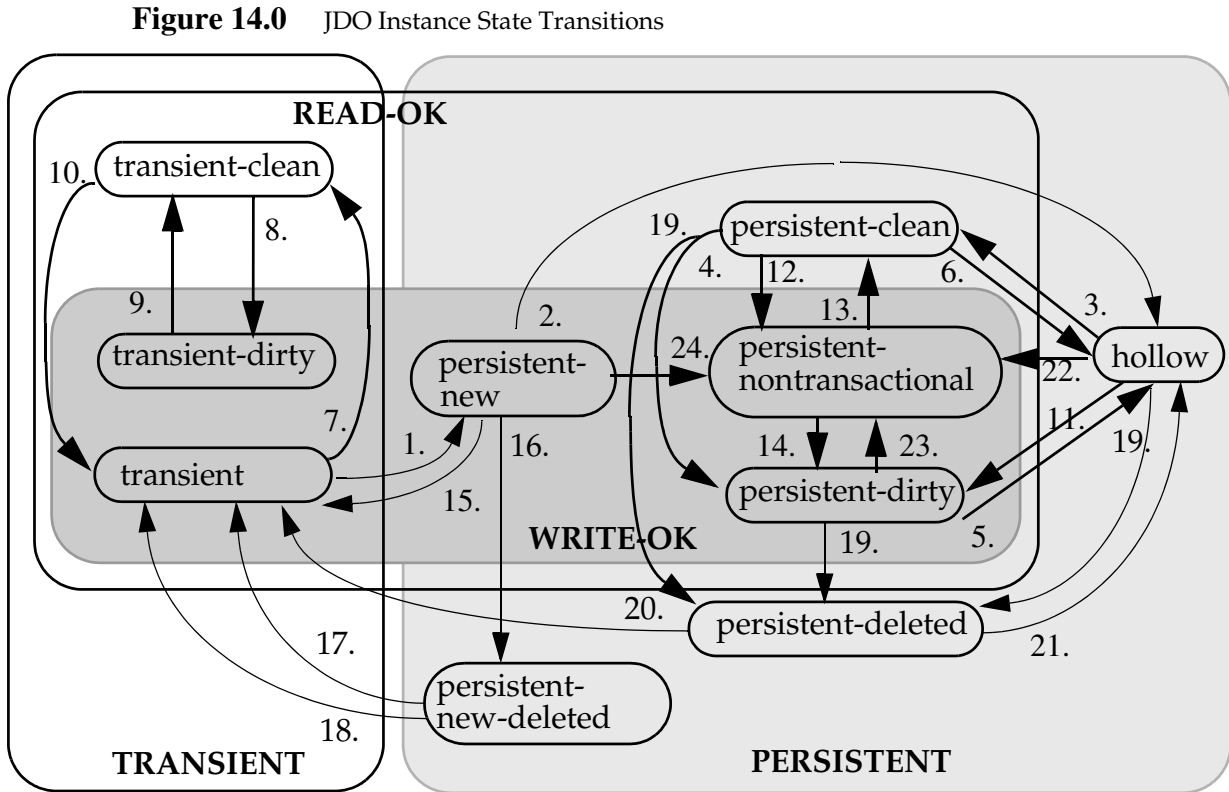 Figure 14.0 JDO Instance State Transitions
READ-OK
10.
transient-clean
8.
19.
persistent-clean
4.
12.
6.
9.
2.
13.
3.
transient-dirty
persistent-
new
24.
persistent-
nontransactional
22.
hollow
7.
1.
16.
14.
23.
11.
19.
transient
15.
persistent-dirty
WRITE-OK
19.
5.
20.
persistent-deleted
21.
17.
persistent-
new-deleted
18.
TRANSIENT
PERSISTENT